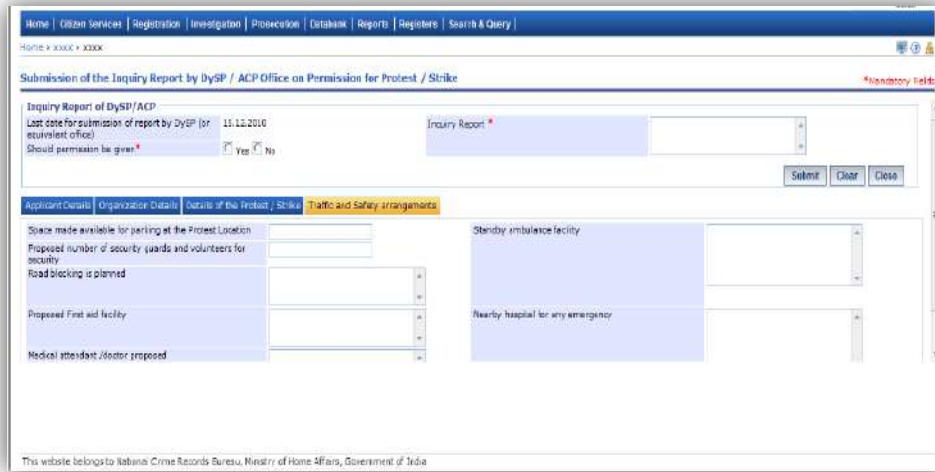 Home | Citizen Services | Registration | Investigation | Prosecution | Databank | Reports | Registers | Search & Query |
Home > xxxx > xxxx
Submission of the Inquiry Report by DySP / ACP Office on Permission for Protest / Strike
*Mandatory Fields
Inquiry Report of DySP/ACP
Last date for submission of report by DySP (or equivalent office) 15.12.2010 Inquiry Report *
Should permission be given * Yes No
Submit Clear Close
Applicant Details Organization Details Details of the Protest / Strike Traffic and Safety arrangements
Space made available for parking at the Protest Location Standby ambulance facility
Proposed number of security guards and volunteers for security
Road blocking is planned
Proposed First aid facility Nearby hospital for any emergency
Medical attendant /doctor proposed
This website belongs to National Crime Records Bureau, Ministry of Home Affairs, Government of India